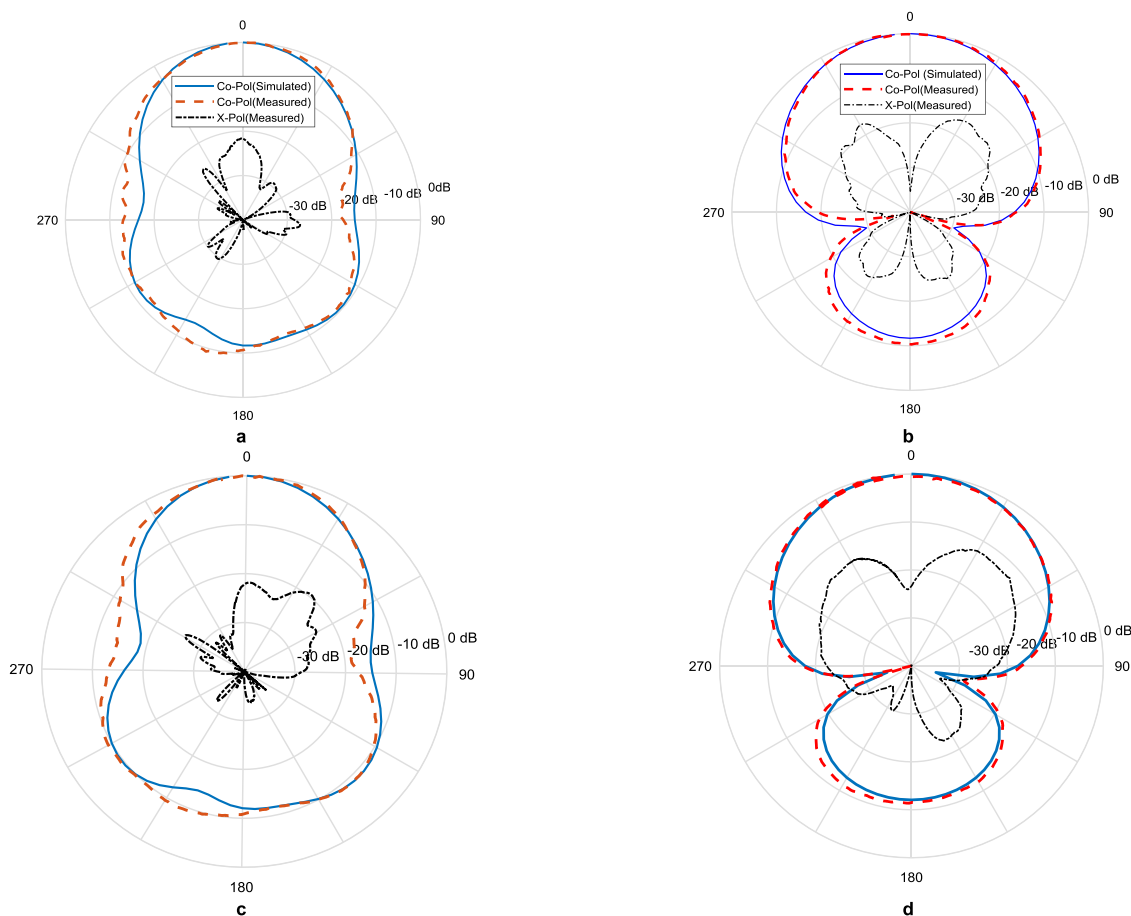 0
Co-Pol(Simulated)
Co-Pol(Measured)
X-Pol(Measured)
-30 dB
20 dB
-10 dB
0dB
270
90
180
a
0
Co-Pol (Simulated)
Co-Pol(Measured)
X-Pol(Measured)
-30 dB
-20 dB
-10 dB
0 dB
270
90
180
b
0
-30 dB
-20 dB
-10 dB
0 dB
270
90
180
c
0
-30 dB
-20 dB
-10 dB
0 dB
270
90
180
d